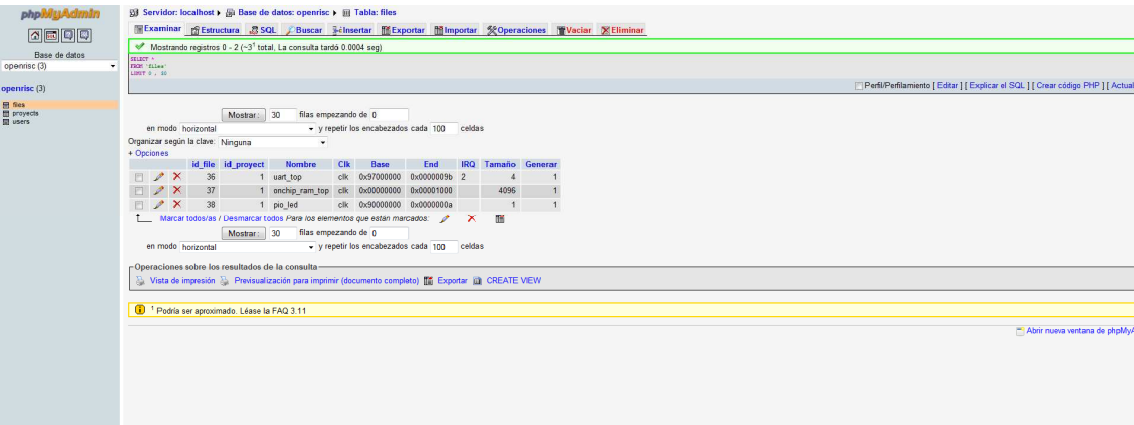 phpMyAdmin
Base de datos
openrisc (3)
openrisc (3)
files
proyects
users
Servidor: localhost Base de datos: openrisc Tabla: files
Examinar Estructura SQL Buscar Insertar Exportar Importar Operaciones Vaciar Eliminar
Mostrando registros 0 - 2 (~3¹ total, La consulta tardó 0.0004 seg)
SELECT *
FROM `files`
LIMIT 0 , 30
Perfil/Perfilamiento [ Editar ] [ Explicar el SQL ] [ Crear código PHP ] [ Actual
Mostrar: 30 filas empezando de 0
en modo horizontal y repetir los encabezados cada 100 celdas
Organizar según la clave: Ninguna
+ Opciones
id_file id_proyect Nombre Clk Base End IRQ Tamaño Generar
36 1 uart_top clk 0x97000000 0x0000009b 2 4 1
37 1 onchip_ram_top clk 0x00000000 0x00001000 4096 1
38 1 pio_led clk 0x90000000 0x0000000a 1 1
Marcar todos/as / Desmarcar todos Para los elementos que están marcados:
Mostrar: 30 filas empezando de 0
en modo horizontal y repetir los encabezados cada 100 celdas
Operaciones sobre los resultados de la consulta
Vista de impresión Previsualización para imprimir (documento completo) Exportar CREATE VIEW
¹ Podría ser aproximado. Léase la FAQ 3.11
Abrir nueva ventana de phpMyA